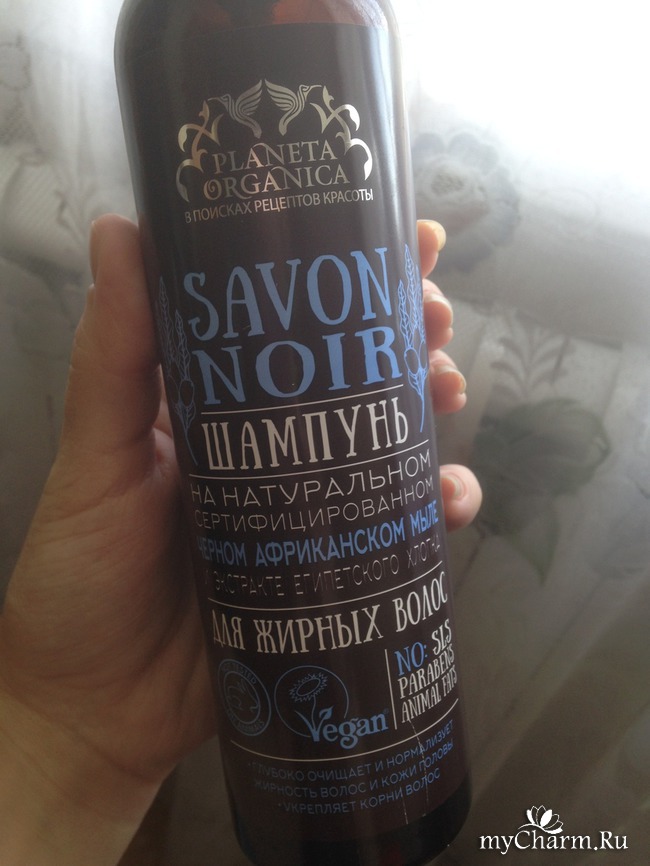 PLANETA
ORGANICA
В ПОИСКАХ РЕЦЕПТОВ КРАСОТЫ
SAVON
NOIR
ШАМПУНЬ
НА НАТУРАЛЬНОМ
СЕРТИФИЦИРОВАННОМ
ЧЕРНОМ АФРИКАНСКОМ МЫЛЕ
И ЭКСТРАКТЕ ЕГИПЕТСКОГО ХЛОПКА
ДЛЯ ЖИРНЫХ ВОЛОС
Vegan
NO: SLS
PARABENS
ANIMAL FATS
• ГЛУБОКО ОЧИЩАЕТ И НОРМАЛИЗУЕТ
ЖИРНОСТЬ ВОЛОС И КОЖИ ГОЛОВЫ
• УКРЕПЛЯЕТ КОРНИ ВОЛОС
myCharm.Ru